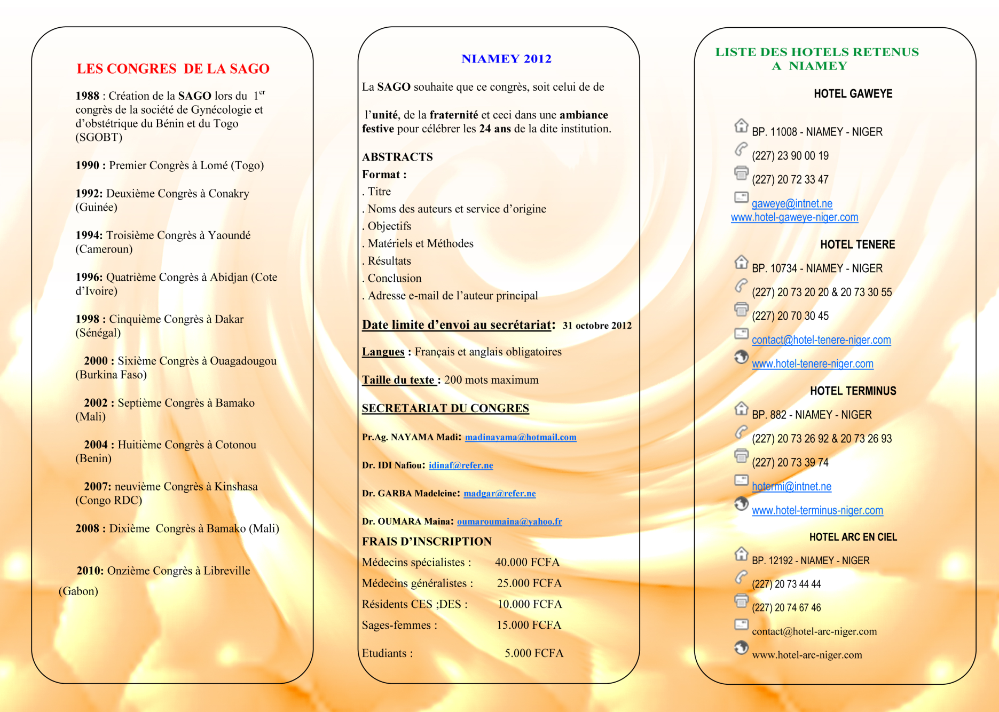 LES CONGRES  DE LA SAGO
1988 : Création de la SAGO lors du  1er
congrès de la société de Gynécologie et
d’obstétrique du Bénin et du Togo
(SGOBT)
1990 : Premier Congrès à Lomé (Togo)
1992: Deuxième Congrès à Conakry
(Guinée)
1994: Troisième Congrès à Yaoundé
(Cameroun)
1996: Quatrième Congrès à Abidjan (Cote
d’Ivoire)
1998 : Cinquième Congrès à Dakar
(Sénégal)
2000 : Sixième Congrès à Ouagadougou
(Burkina Faso)
2002 : Septième Congrès à Bamako
(Mali)
2004 : Huitième Congrès à Cotonou
(Benin)
2007: neuvième Congrès à Kinshasa
(Congo RDC)
2008 : Dixième  Congrès à Bamako (Mali)
2010: Onzième Congrès à Libreville
(Gabon)
NIAMEY 2012
La SAGO souhaite que ce congrès, soit celui de de
l’unité, de la fraternité et ceci dans une ambiance
festive pour célébrer les 24 ans de la dite institution.
ABSTRACTS
Format :
. Titre
. Noms des auteurs et service d’origine
. Objectifs
. Matériels et Méthodes
. Résultats
. Conclusion
. Adresse e-mail de l’auteur principal
Date limite d’envoi au secrétariat:  31 octobre 2012
Langues : Français et anglais obligatoires
Taille du texte : 200 mots maximum
SECRETARIAT DU CONGRES
Pr.Ag. NAYAMA Madi: madinayama@hotmail.com
Dr. IDI Nafiou: idinaf@refer.ne
Dr. GARBA Madeleine: madgar@refer.ne
Dr. OUMARA Maina: oumaroumaina@yahoo.fr
FRAIS D’INSCRIPTION
Médecins spécialistes : 40.000 FCFA
Médecins généralistes : 25.000 FCFA
Résidents CES ;DES : 10.000 FCFA
Sages-femmes : 15.000 FCFA
Etudiants : 5.000 FCFA
LISTE DES HOTELS RETENUS
A  NIAMEY
HOTEL GAWEYE
BP. 11008 - NIAMEY - NIGER
(227) 23 90 00 19
(227) 20 72 33 47
gaweye@intnet.ne
www.hotel-gaweye-niger.com
HOTEL TENERE
BP. 10734 - NIAMEY - NIGER
(227) 20 73 20 20 & 20 73 30 55
(227) 20 70 30 45
contact@hotel-tenere-niger.com
www.hotel-tenere-niger.com
HOTEL TERMINUS
BP. 882 - NIAMEY - NIGER
(227) 20 73 26 92 & 20 73 26 93
(227) 20 73 39 74
hotermi@intnet.ne
www.hotel-terminus-niger.com
HOTEL ARC EN CIEL
BP. 12192 - NIAMEY - NIGER
(227) 20 73 44 44
(227) 20 74 67 46
contact@hotel-arc-niger.com
www.hotel-arc-niger.com